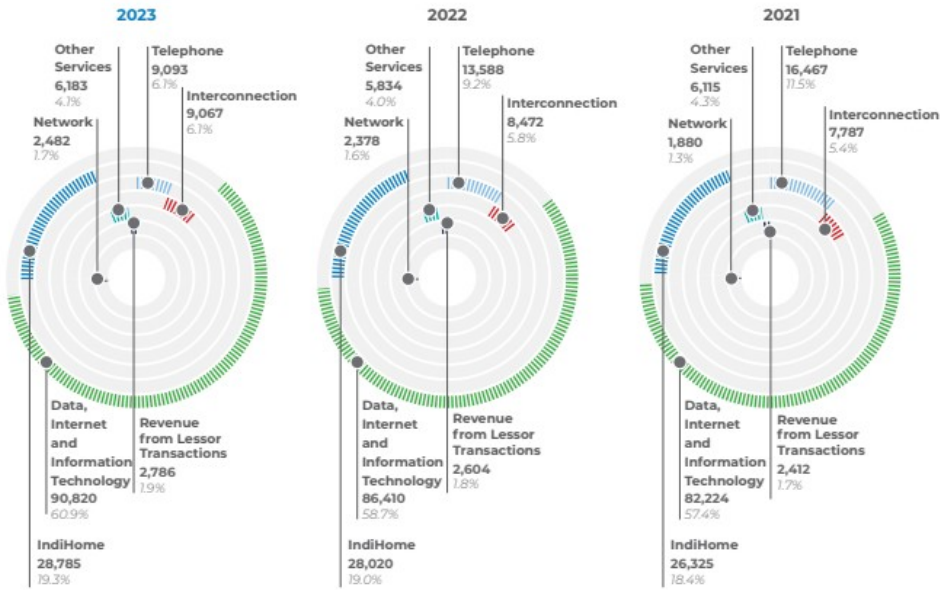 2023
Other
Services
6,183
4.1%
Telephone
9,093
6.1%
Interconnection
9,067
6.1%
Network
2,482
1.7%
Data,
Internet
and
Information
Technology
90,820
60.9%
Revenue
from Lessor
Transactions
2,786
1.9%
IndiHome
28,785
19.3%
2022
Other
Services
5,834
4.0%
Telephone
13,588
9.2%
Interconnection
8,472
5.8%
Network
2,378
1.6%
Data,
Internet
and
Information
Technology
86,410
58.7%
Revenue
from Lessor
Transactions
2,604
1.8%
IndiHome
28,020
19.0%
2021
Other
Services
6,115
4.3%
Telephone
16,467
11.5%
Interconnection
7,787
5.4%
Network
1,880
1.3%
Data,
Internet
and
Information
Technology
82,224
57.4%
Revenue
from Lessor
Transactions
2,412
1.7%
IndiHome
26,325
18.4%